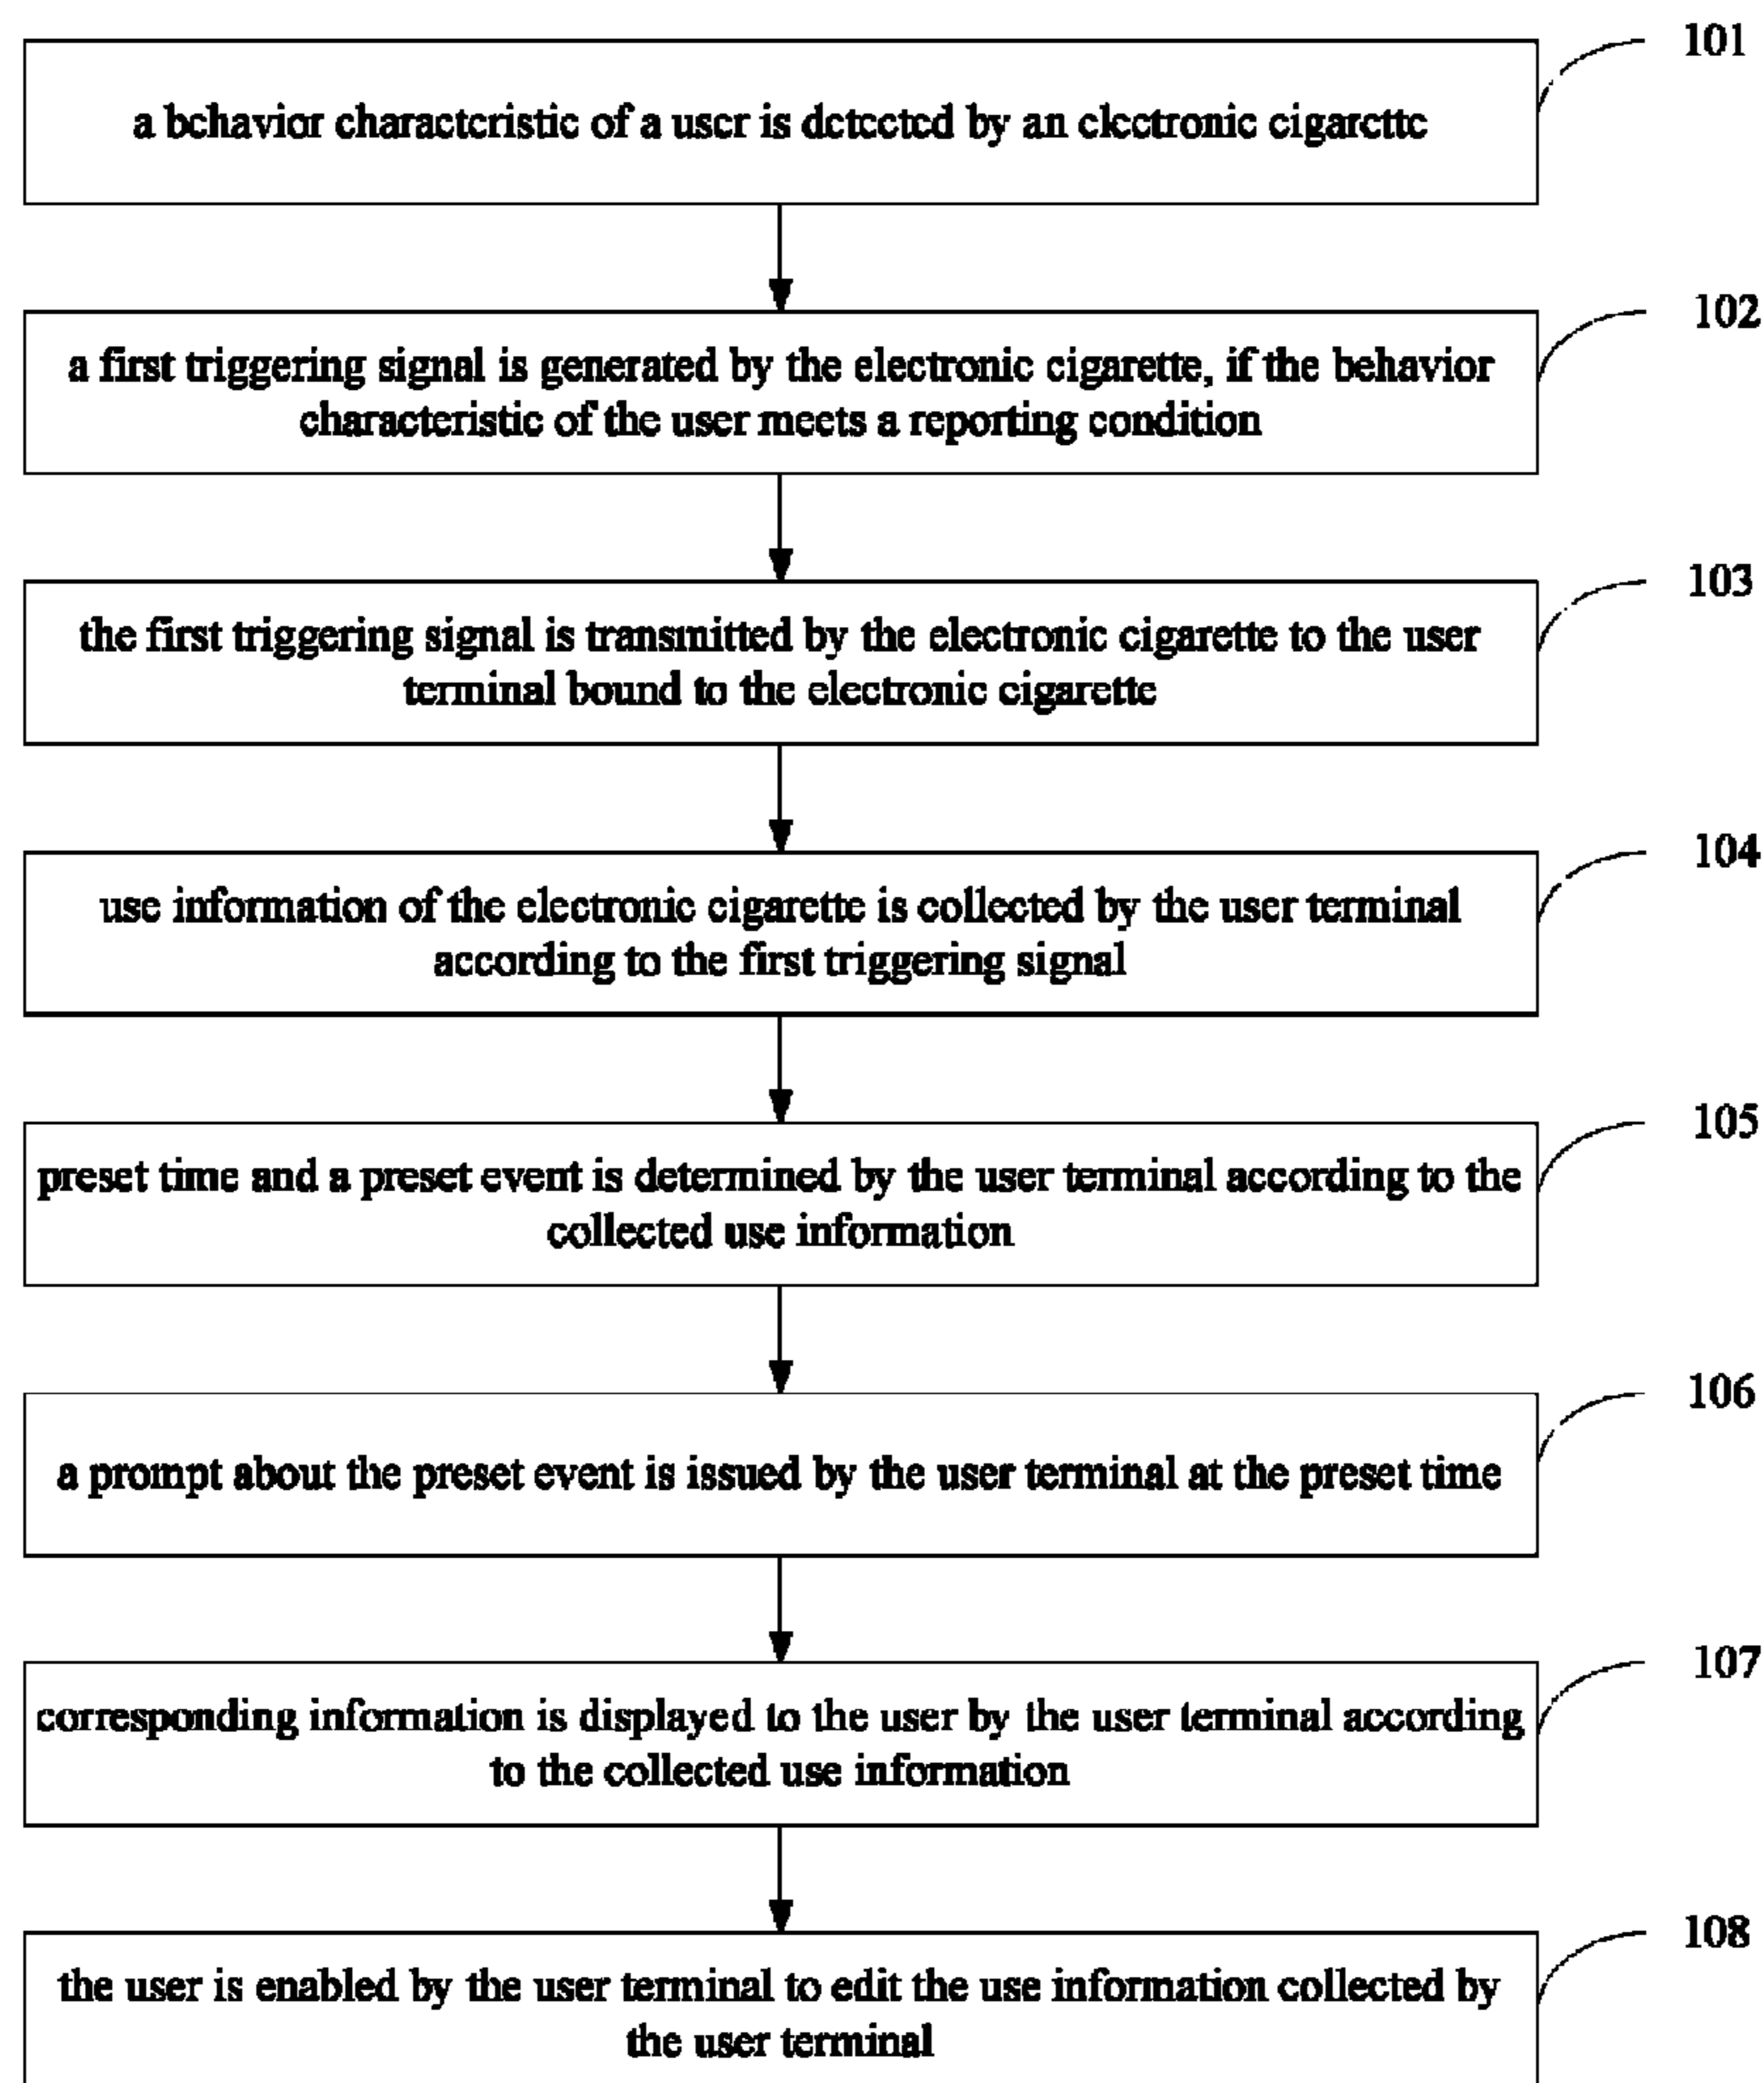 101
a behavior characteristic of a user is detected by an electronic cigarette
102
a first triggering signal is generated by the electronic cigarette, if the behavior
characteristic of the user meets a reporting condition
103
the first triggering signal is transmitted by the electronic cigarette to the user
terminal bound to the electronic cigarette
104
use information of the electronic cigarette is collected by the user terminal
according to the first triggering signal
105
preset time and a preset event is determined by the user terminal according to the
collected use information
106
a prompt about the preset event is issued by the user terminal at the preset time
107
corresponding information is displayed to the user by the user terminal according
to the collected use information
108
the user is enabled by the user terminal to edit the use information collected by
the user terminal